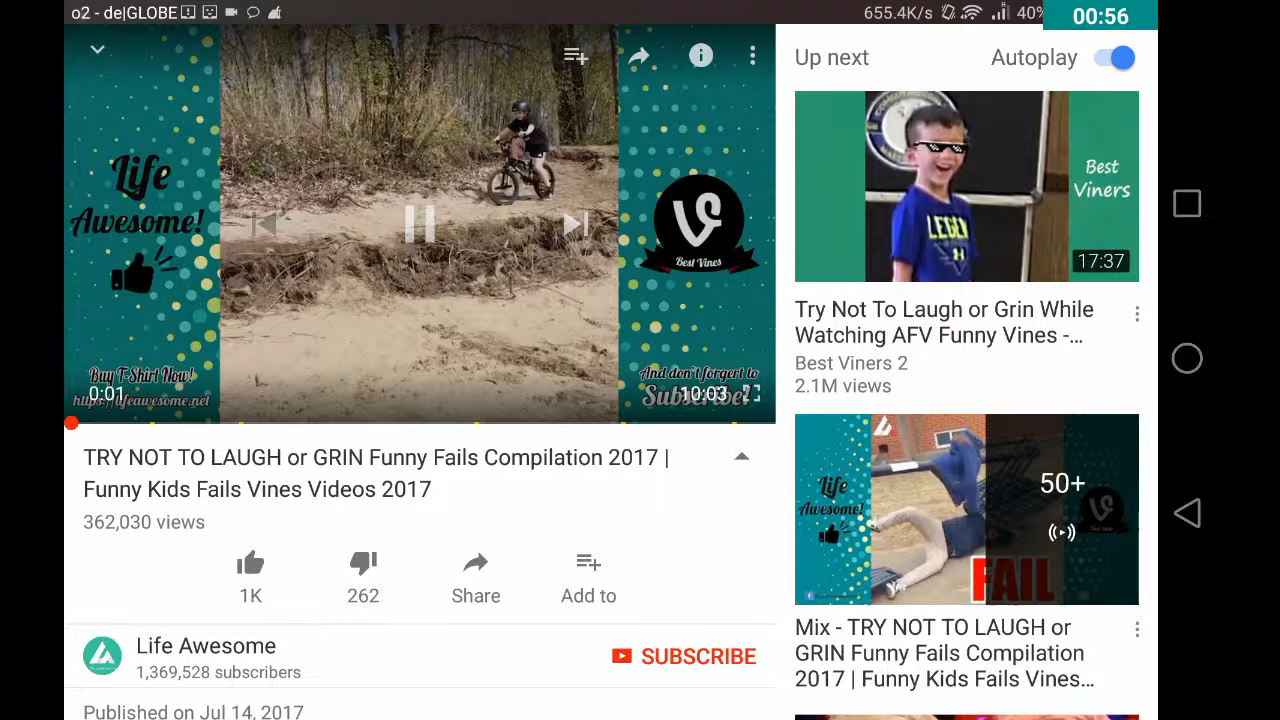 o2 - de|GLOBE
655.4K/s
40%
00:56
Life
Awesome!
Buy T-Shirt Now!
https://lifeawesome.net
0:01
Best Vines
And don't forget to
Subscribe!
10:03
TRY NOT TO LAUGH or GRIN Funny Fails Compilation 2017 |
Funny Kids Fails Vines Videos 2017
362,030 views
1K
262
Share
Add to
Life Awesome
1,369,528 subscribers
SUBSCRIBE
Published on Jul 14, 2017
Up next
Autoplay
LEGEN
Best
Viners
17:37
Try Not To Laugh or Grin While
Watching AFV Funny Vines -...
Best Viners 2
2.1M views
Life
Awesome!
50+
FAIL
Mix - TRY NOT TO LAUGH or
GRIN Funny Fails Compilation
2017 | Funny Kids Fails Vines...